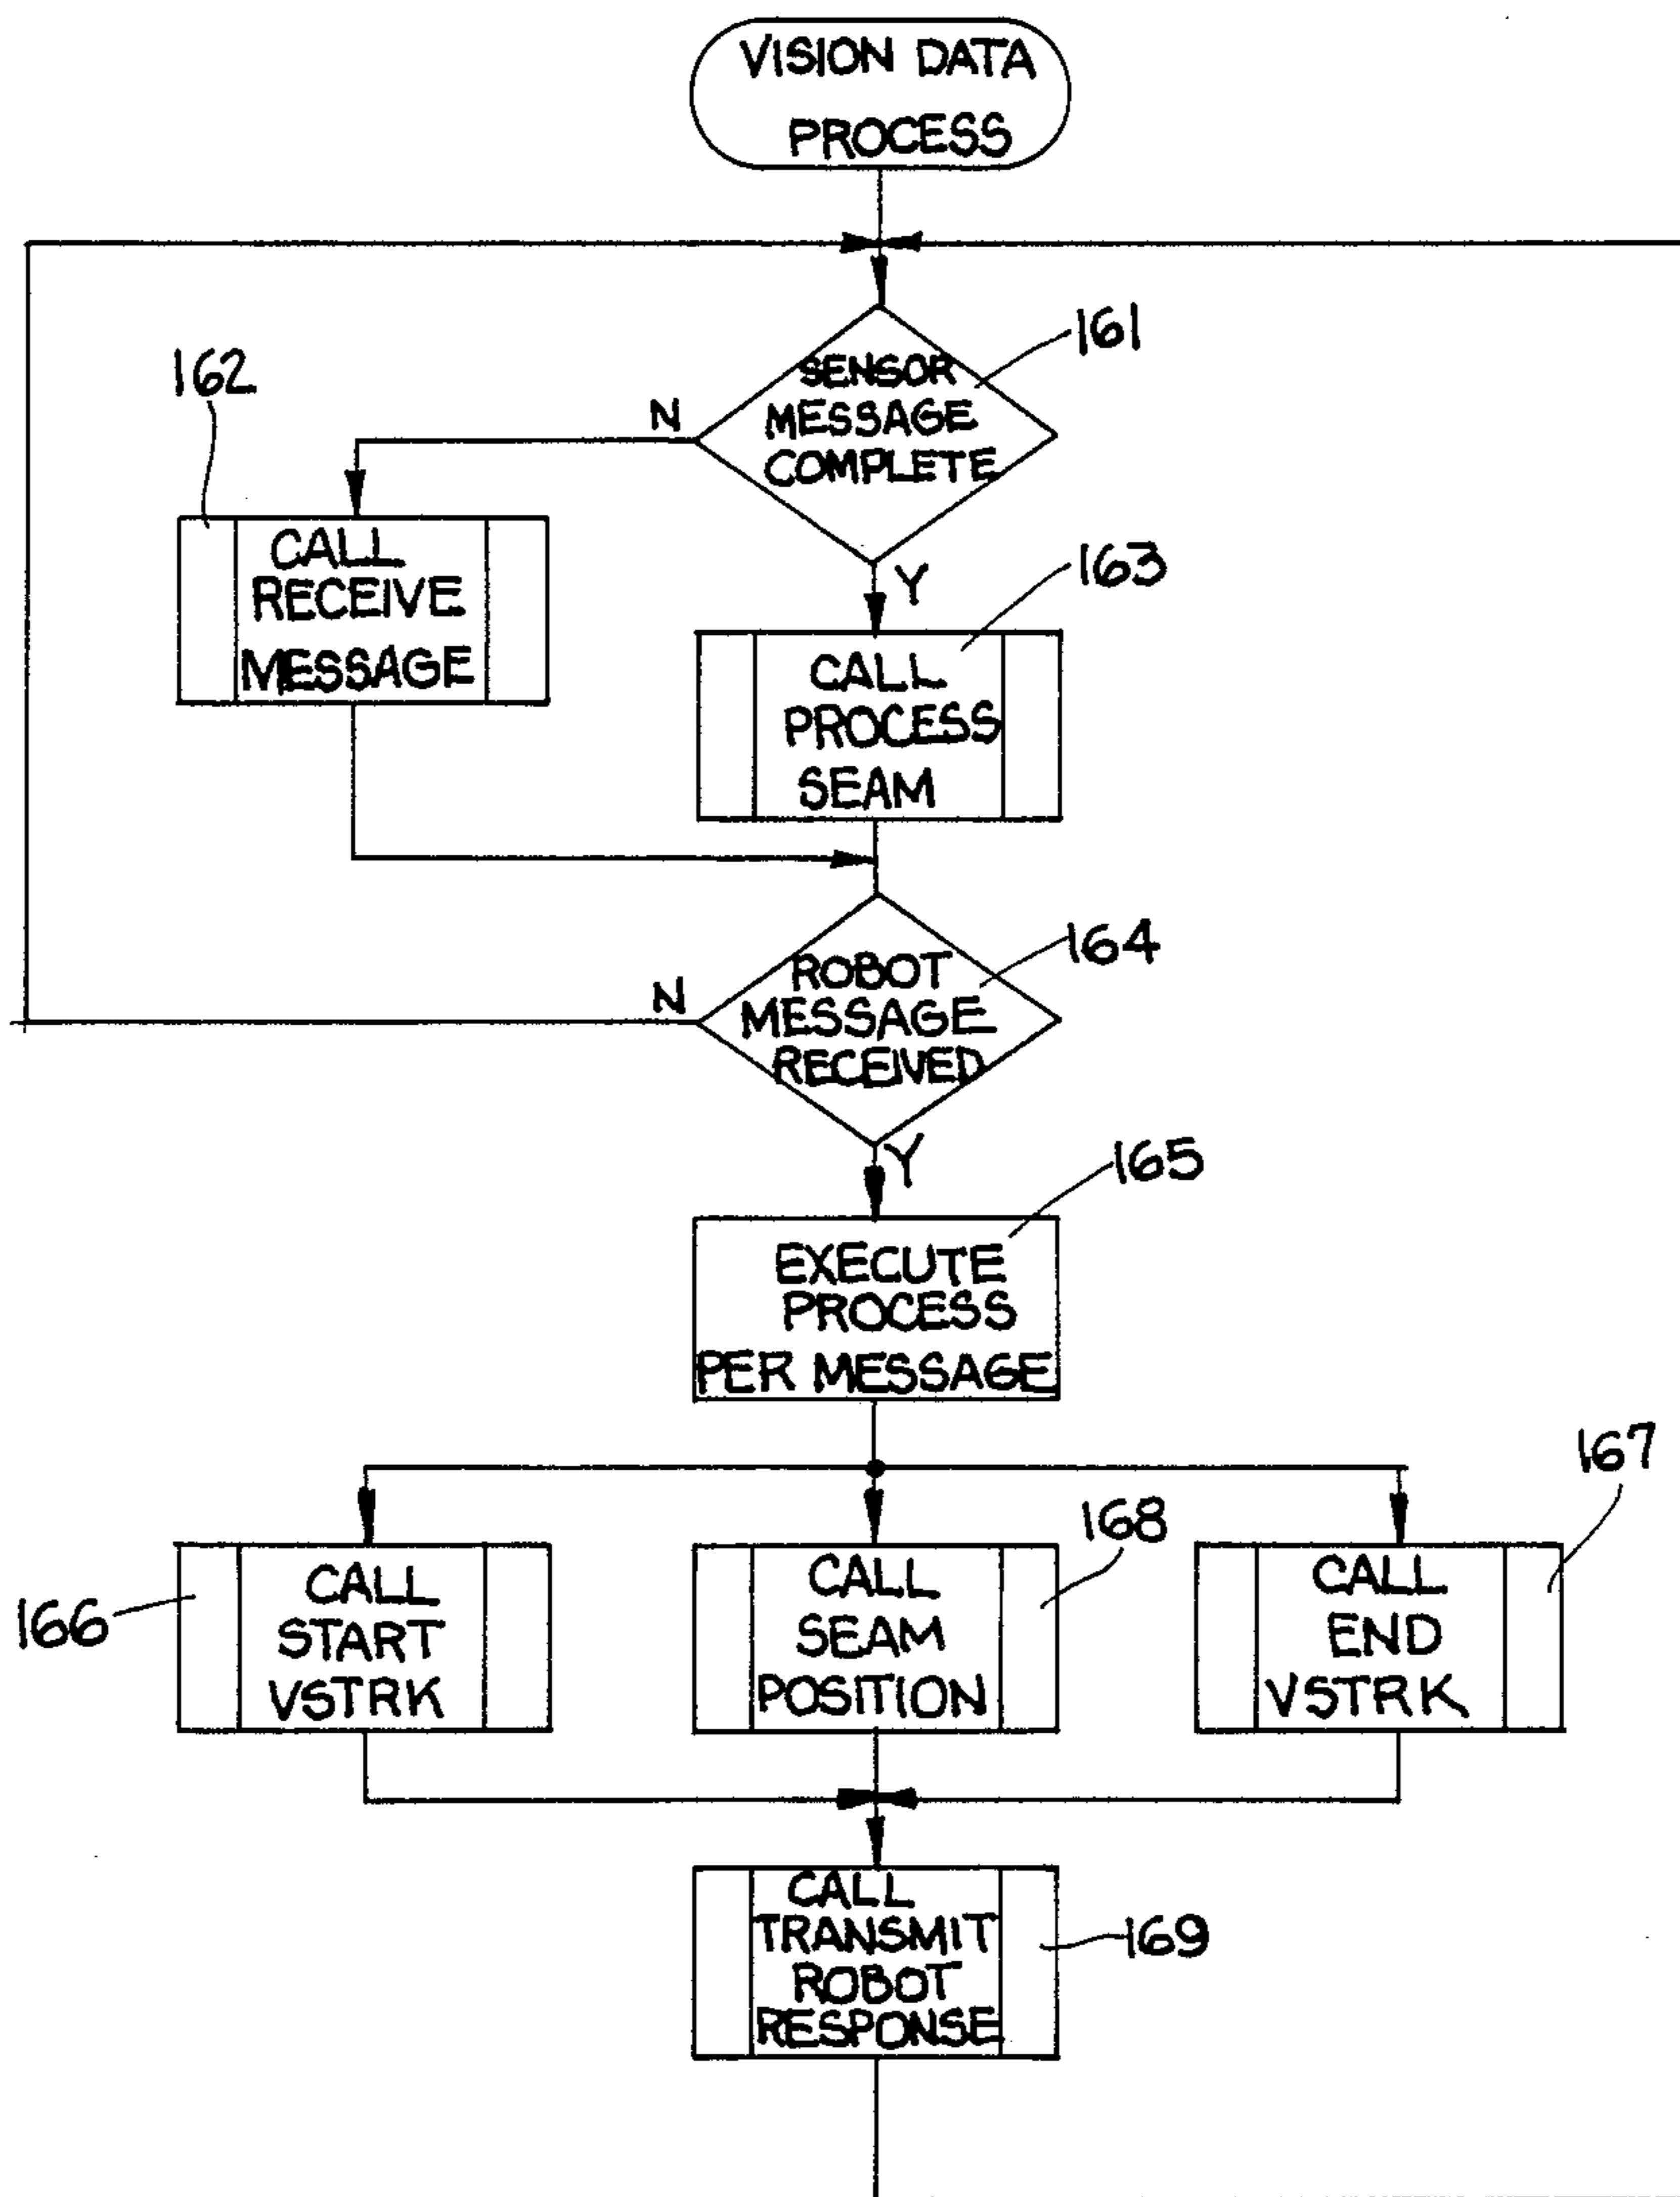 VISION DATA
PROCESS
161
SENSOR
MESSAGE
COMPLETE
N
Y
162
CALL
RECEIVE
MESSAGE
163
CALL
PROCESS
SEAM
164
ROBOT
MESSAGE
RECEIVED
N
Y
165
EXECUTE
PROCESS
PER MESSAGE
166
CALL
START
VSTRK
168
CALL
SEAM
POSITION
167
CALL
END
VSTRK
169
CALL
TRANSMIT
ROBOT
RESPONSE